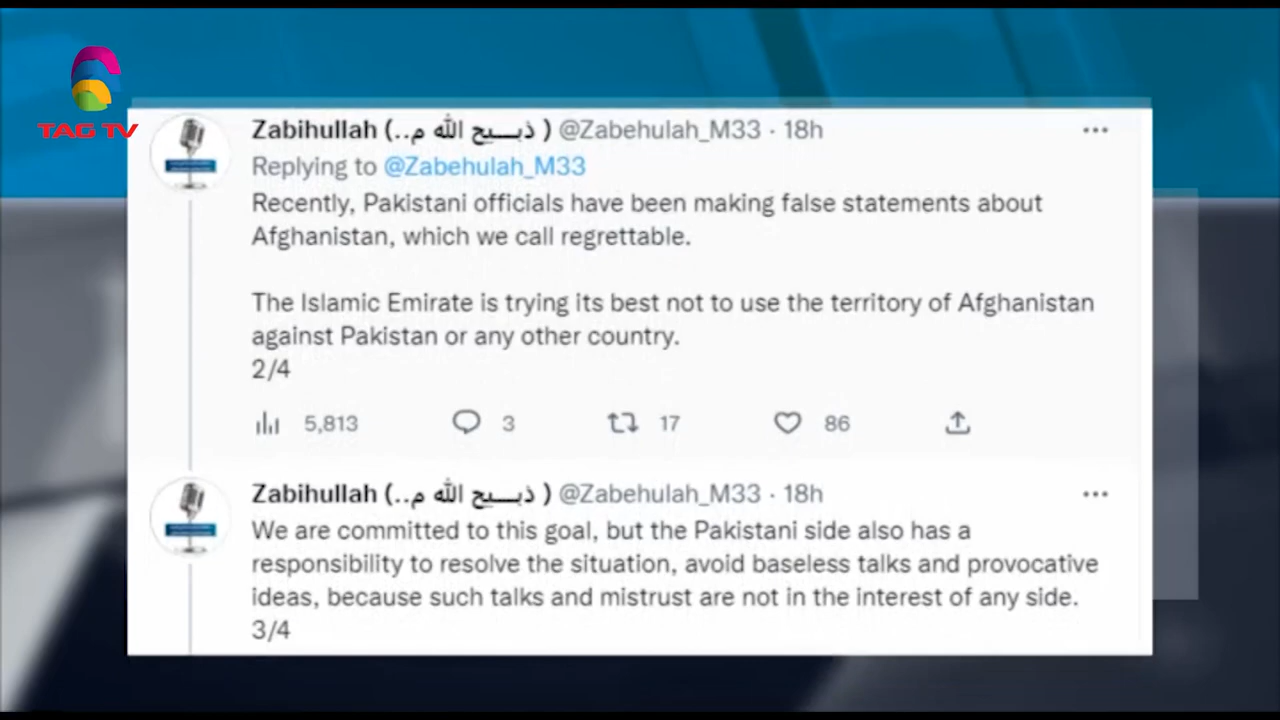 TAG TV
Zabihullah (..ذبـــيح الله م ) @Zabehulah_M33 · 18h
Replying to @Zabehulah_M33
Recently, Pakistani officials have been making false statements about
Afghanistan, which we call regrettable.
The Islamic Emirate is trying its best not to use the territory of Afghanistan
against Pakistan or any other country.
2/4
5,813 3 17 86
Zabihullah (..ذبـــيح الله م ) @Zabehulah_M33 · 18h
We are committed to this goal, but the Pakistani side also has a
responsibility to resolve the situation, avoid baseless talks and provocative
ideas, because such talks and mistrust are not in the interest of any side.
3/4